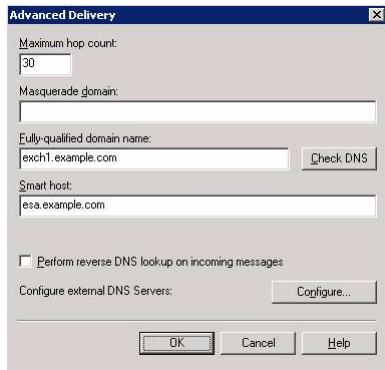 Advanced Delivery
Maximum hop count:
30
Masquerade domain:
Fully-qualified domain name:
exch1.example.com
Check DNS
Smart host:
esa.example.com
Perform reverse DNS lookup on incoming messages
Configure external DNS Servers:
Configure...
OK
Cancel
Help